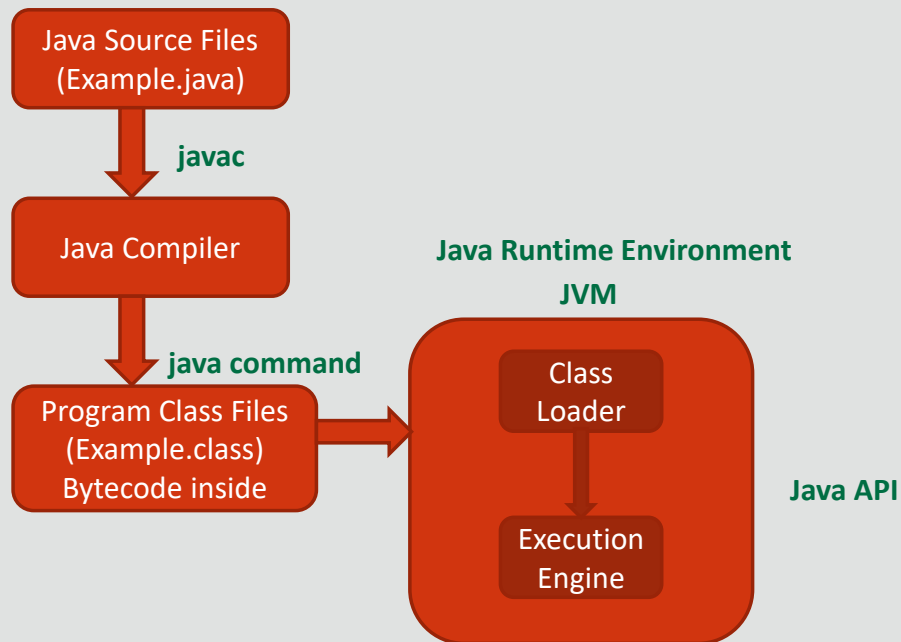 Java Source Files
(Example.java)
javac
Java Compiler
Java Runtime Environment
JVM
java command
Program Class Files
(Example.class)
Bytecode inside
Class
Loader
Java API
Execution
Engine